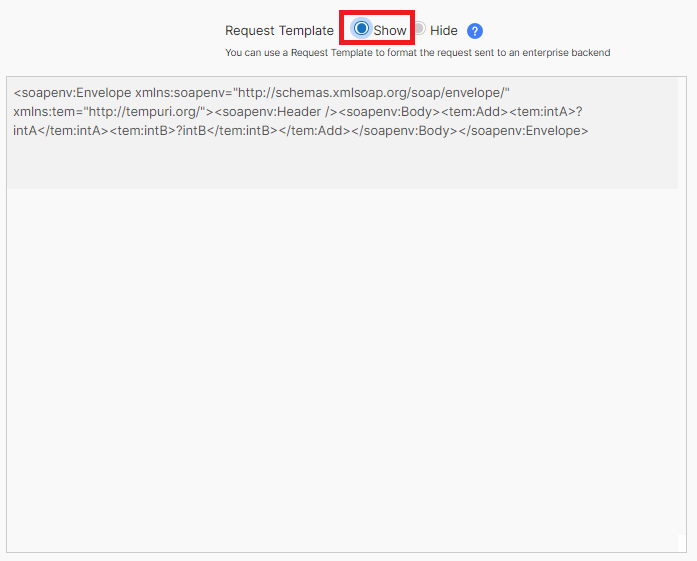 Request Template Show Hide ?
You can use a Request Template to format the request sent to an enterprise backend
<soapenv:Envelope xmlns:soapenv="http://schemas.xmlsoap.org/soap/envelope/"
xmlns:tem="http://tempuri.org/"><soapenv:Header /><soapenv:Body><tem:Add><tem:intA>?
intA</tem:intA><tem:intB>?intB</tem:intB></tem:Add></soapenv:Body></soapenv:Envelope>